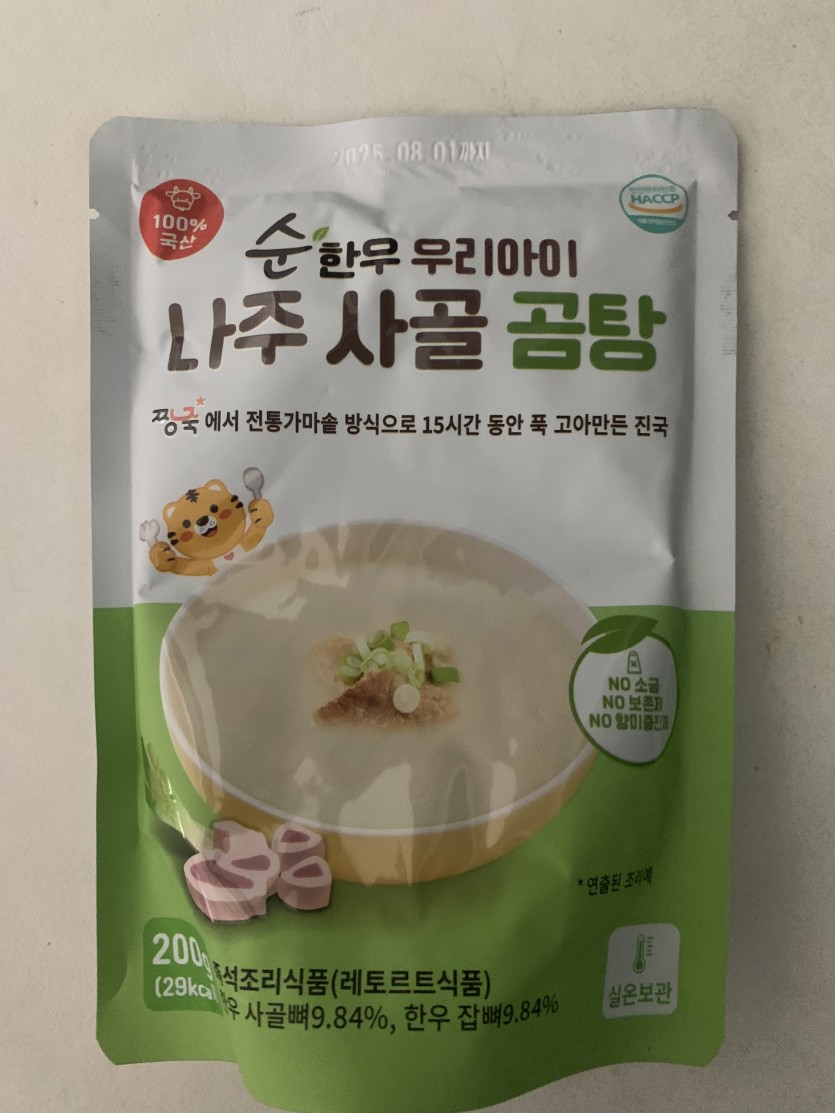 2025.08.01까지
100%
국산
HACCP
순한우 우리아이
나주 사골 곰탕
짱죽*에서 전통가마솥 방식으로 15시간 동안 푹 고아만든 진국
NO 소금
NO 보존제
NO 향미증진제
* 연출된 조리예
200g
(29kcal
즉석조리식품(레토르트식품)
한우 사골뼈9.84%, 한우 잡뼈9.84%
실온보관